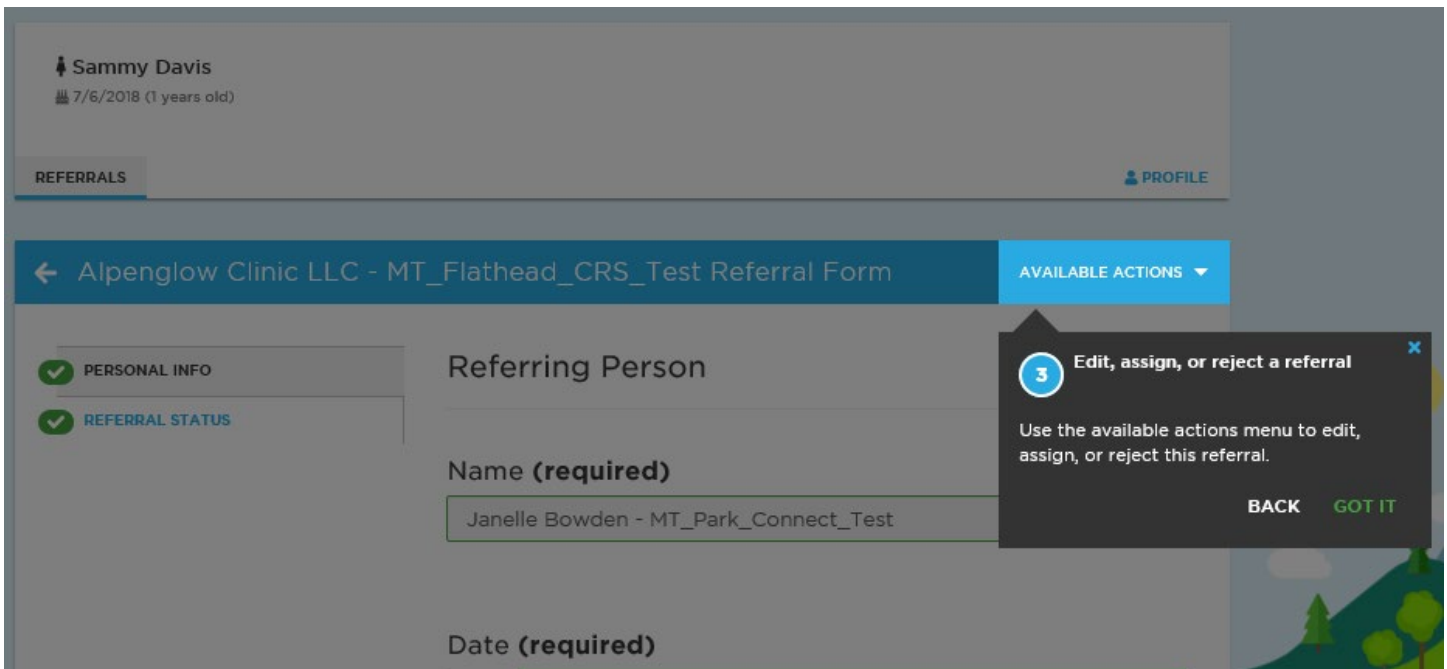 Sammy Davis
7/6/2018 (1 years old)
REFERRALS
PROFILE
Alpenglow Clinic LLC - MT_Flathead_CRS_Test Referral Form
AVAILABLE ACTIONS
PERSONAL INFO
REFERRAL STATUS
Referring Person
Name (required)
Janelle Bowden - MT_Park_Connect_Test
Date (required)
3
Edit, assign, or reject a referral
Use the available actions menu to edit,
assign, or reject this referral.
BACK GOT IT